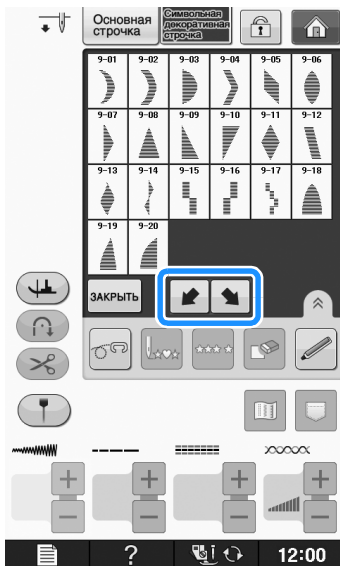 Основная
строчка
Символьная
декоративная
строчка
9-01 9-02 9-03 9-04 9-05 9-06
9-07 9-08 9-09 9-10 9-11 9-12
9-13 9-14 9-15 9-16 9-17 9-18
9-19 9-20
ЗАКРЫТЬ
? 12:00